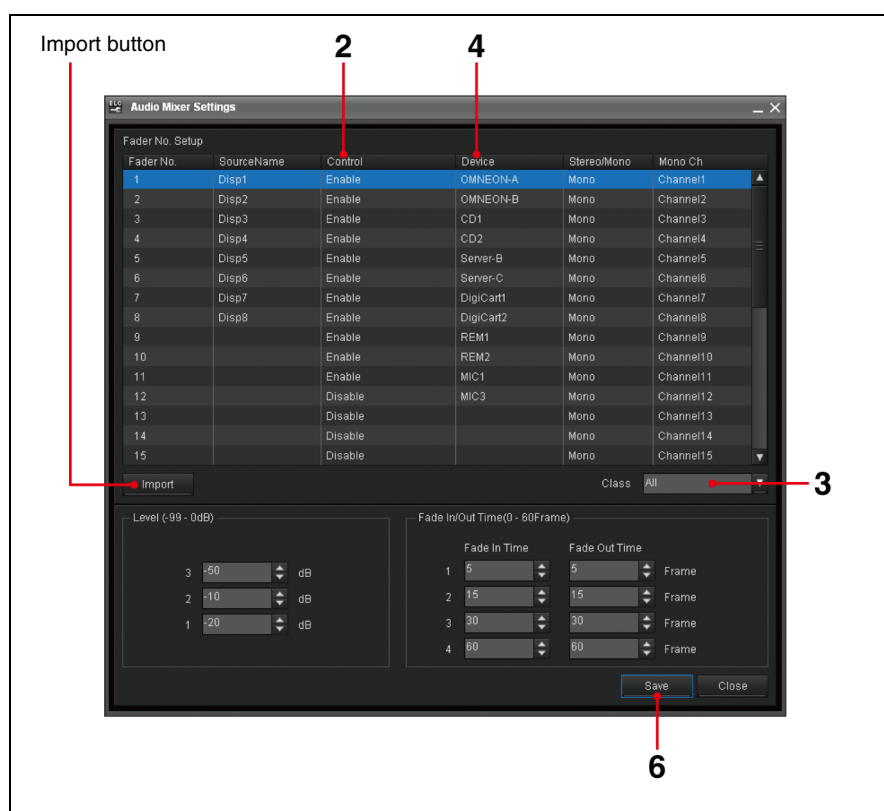 Import button 2 4
ELC Audio Mixer Settings
Fader No. Setup
Fader No. SourceName Control Device Stereo/Mono Mono Ch
1 Disp1 Enable OMNEON-A Mono Channel1
2 Disp2 Enable OMNEON-B Mono Channel2
3 Disp3 Enable CD1 Mono Channel3
4 Disp4 Enable CD2 Mono Channel4
5 Disp5 Enable Server-B Mono Channel5
6 Disp6 Enable Server-C Mono Channel6
7 Disp7 Enable DigiCart1 Mono Channel7
8 Disp8 Enable DigiCart2 Mono Channel8
9 Enable REM1 Mono Channel9
10 Enable REM2 Mono Channel10
11 Enable MIC1 Mono Channel11
12 Disable MIC3 Mono Channel12
13 Disable Mono Channel13
14 Disable Mono Channel14
15 Disable Mono Channel15
Import Class All 3
Level (-99 - 0dB) Fade In/Out Time(0 - 60Frame)
Fade In Time Fade Out Time
3 -50 dB 1 5 5 Frame
2 -10 dB 2 15 15 Frame
1 -20 dB 3 30 30 Frame
4 60 60 Frame
Save Close
6